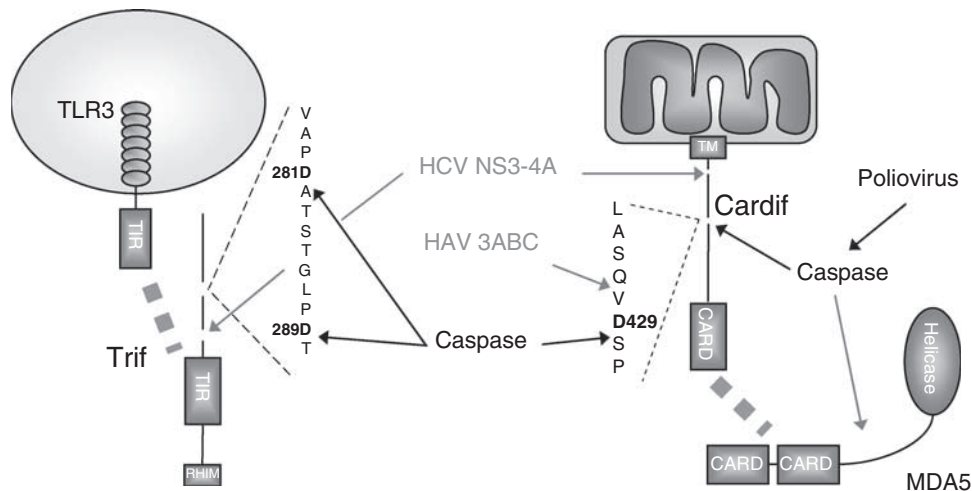 TLR3
TIR
Trif
TIR
RHIM
V
A
P
281D
A
T
S
T
G
L
P
289D
T
HCV NS3-4A
HAV 3ABC
Caspase
L
A
S
Q
V
D429
S
P
TM
Cardif
CARD
Poliovirus
Caspase
Helicase
CARD
CARD
MDA5